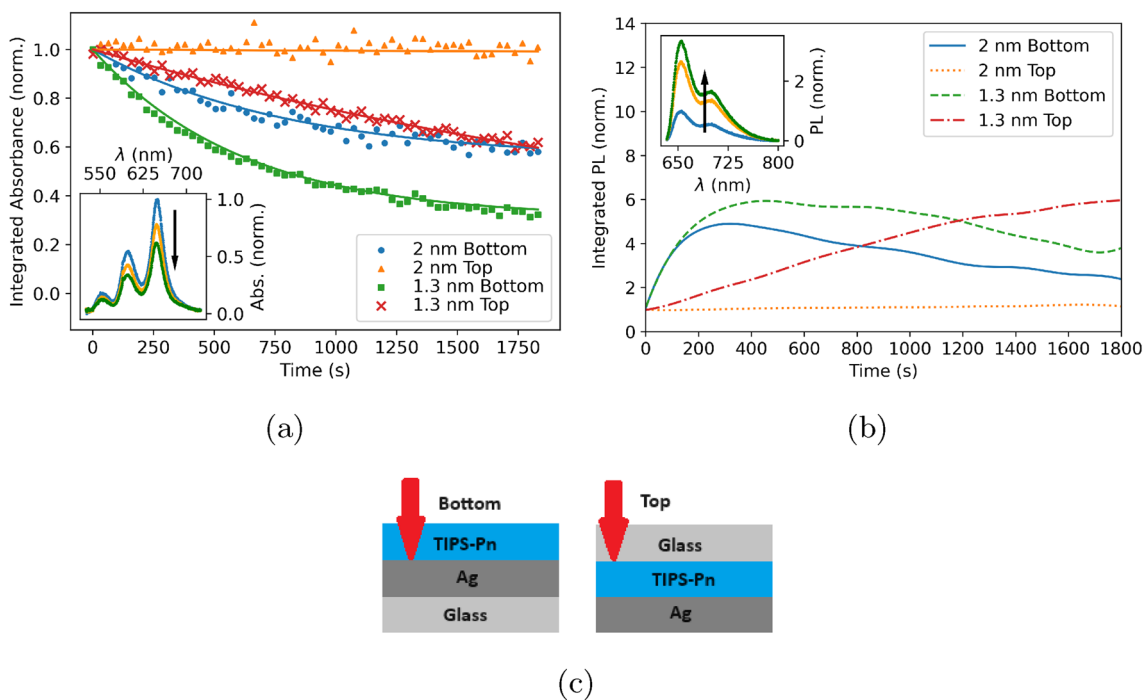 1.0
0.8
0.6
0.4
0.2
0.0
Integrated Absorbance (norm.)
λ (nm)
550 625 700
1.0
0.5
0.0
Abs. (norm.)
2 nm Bottom
2 nm Top
1.3 nm Bottom
1.3 nm Top
0 250 500 750 1000 1250 1500 1750
Time (s)
(a)
14
12
10
8
6
4
2
0
Integrated PL (norm.)
2
0
PL (norm.)
650 725 800
λ (nm)
2 nm Bottom
2 nm Top
1.3 nm Bottom
1.3 nm Top
0 200 400 600 800 1000 1200 1400 1600 1800
Time (s)
(b)
Bottom
TIPS-Pn
Ag
Glass
Top
Glass
TIPS-Pn
Ag
(c)